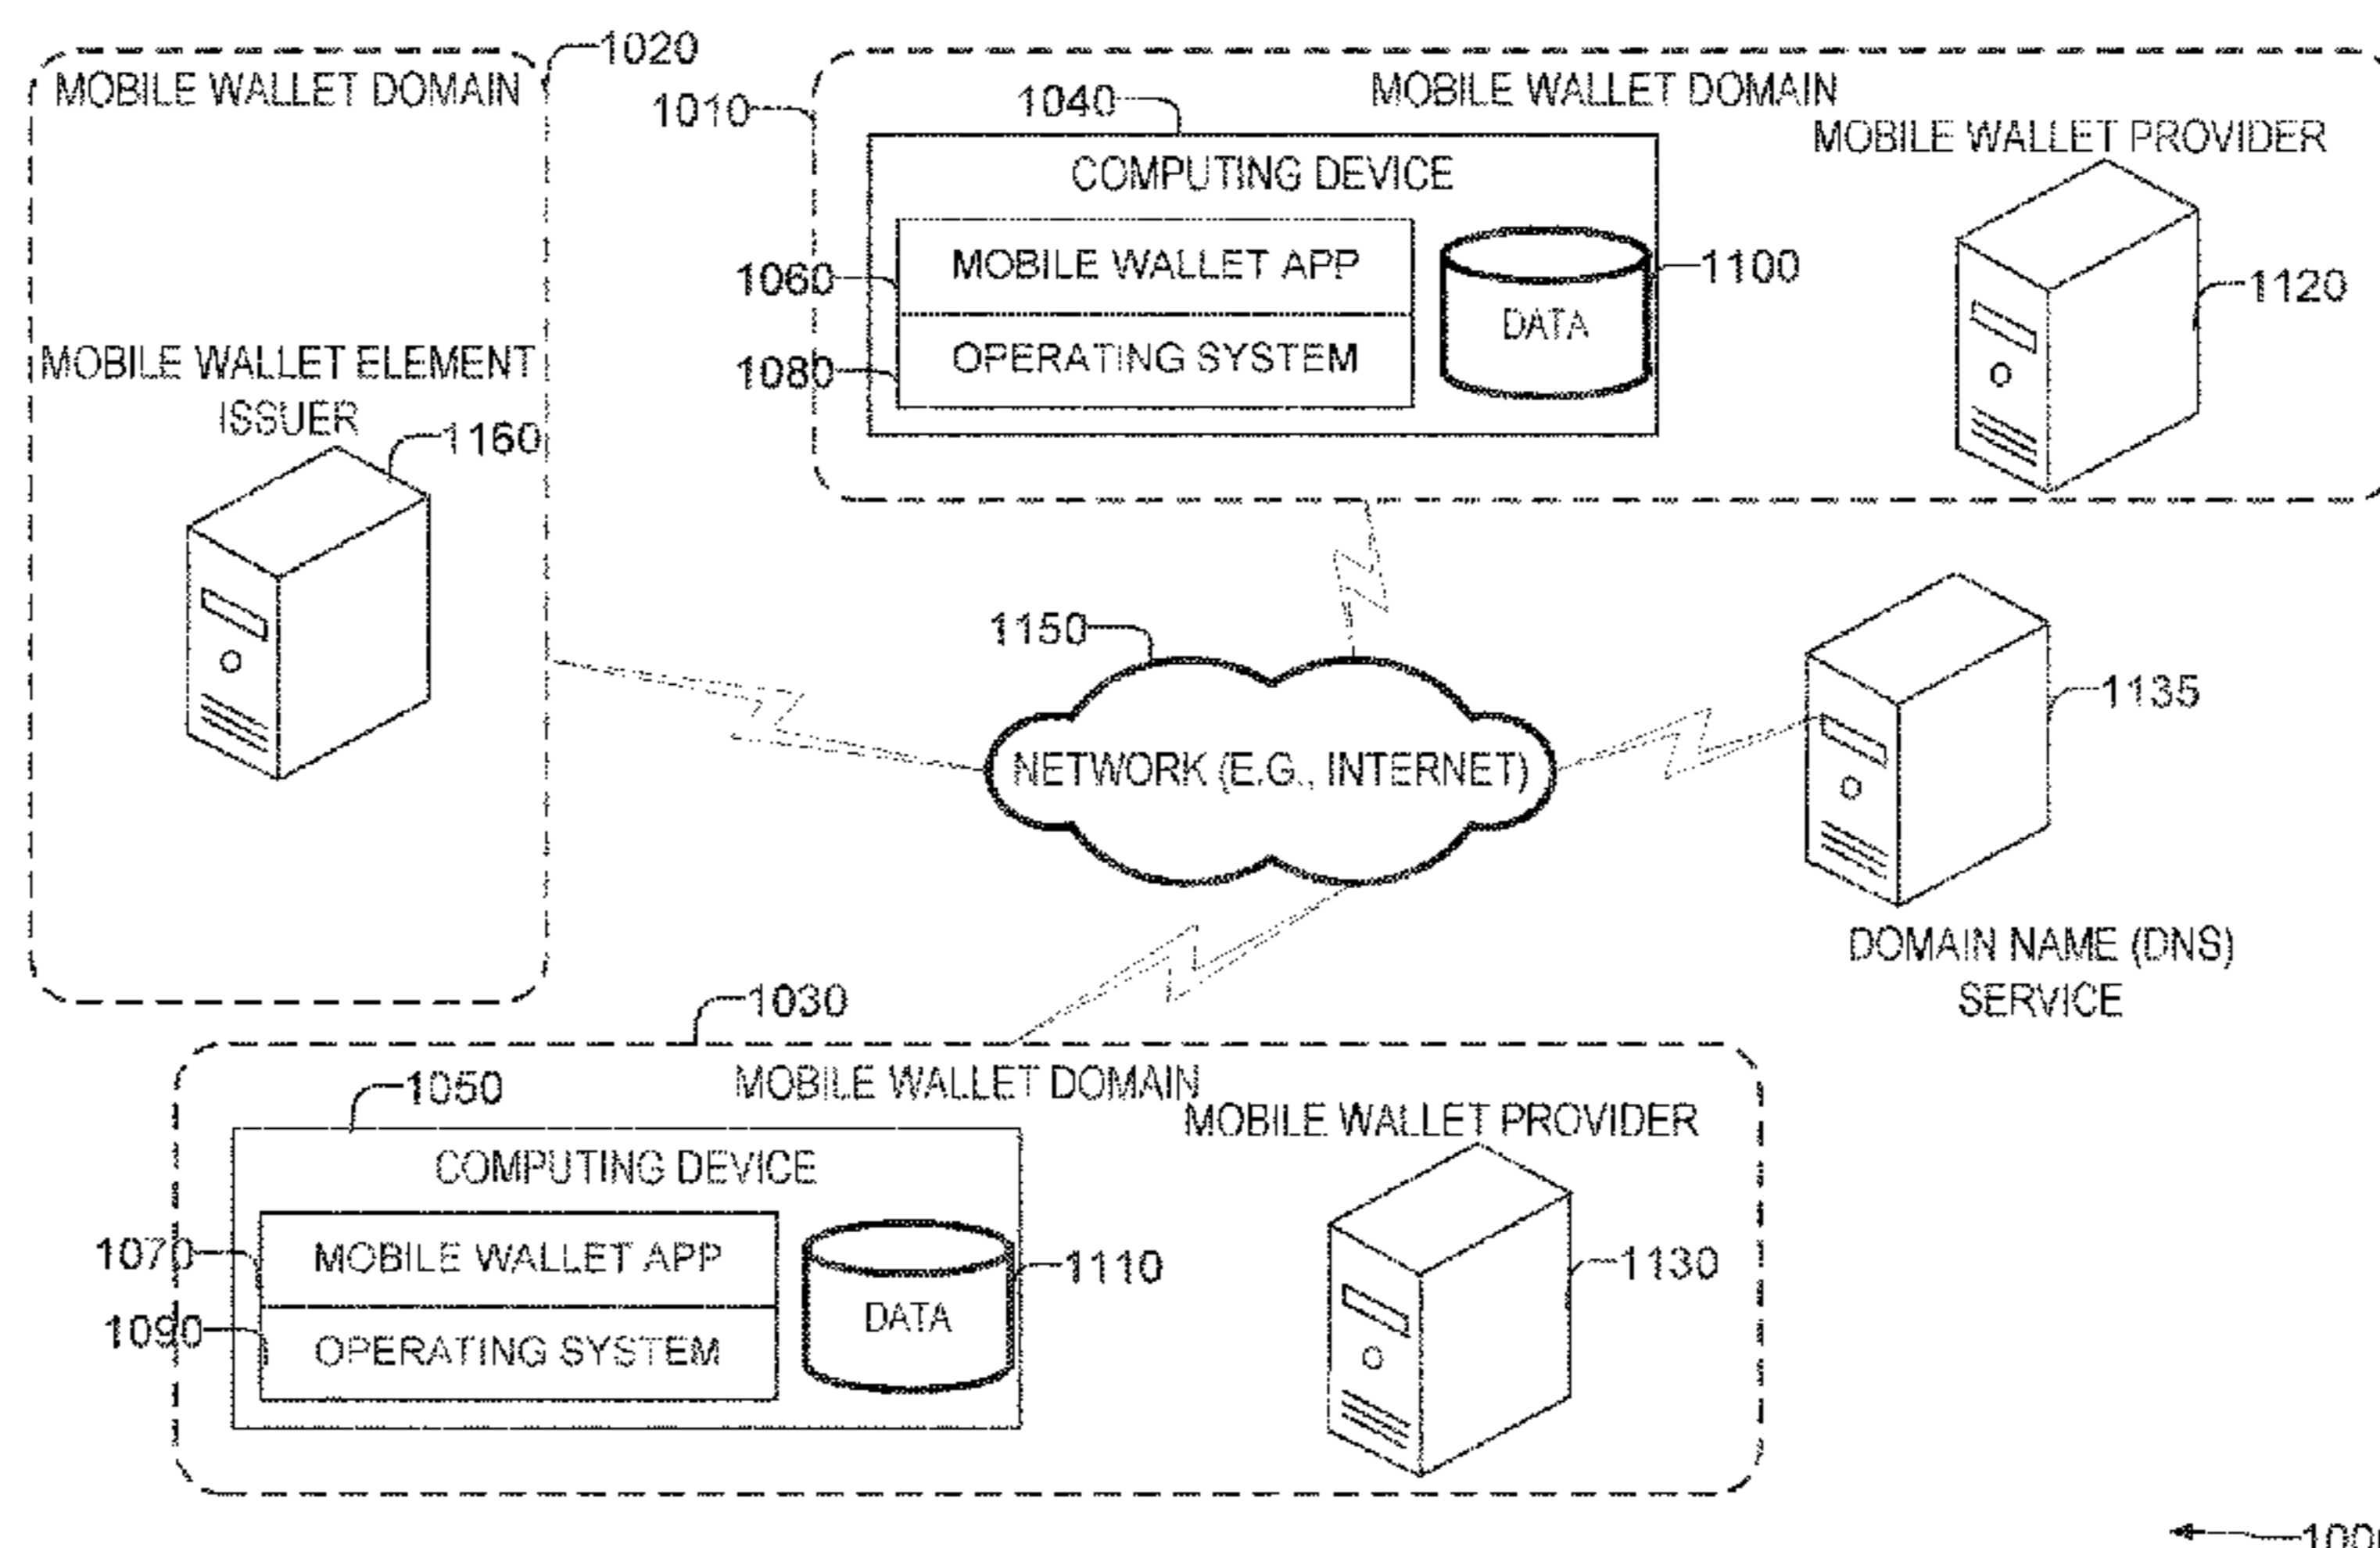 1020
MOBILE WALLET DOMAIN
1010
1040
MOBILE WALLET DOMAIN
COMPUTING DEVICE
MOBILE WALLET PROVIDER
1060
MOBILE WALLET APP
1100
1120
DATA
1080
OPERATING SYSTEM
MOBILE WALLET ELEMENT
ISSUER
1160
1150
NETWORK (E.G., INTERNET)
1135
DOMAIN NAME (DNS)
SERVICE
1030
1050
MOBILE WALLET DOMAIN
MOBILE WALLET PROVIDER
COMPUTING DEVICE
1070
MOBILE WALLET APP
1110
1130
DATA
1090
OPERATING SYSTEM